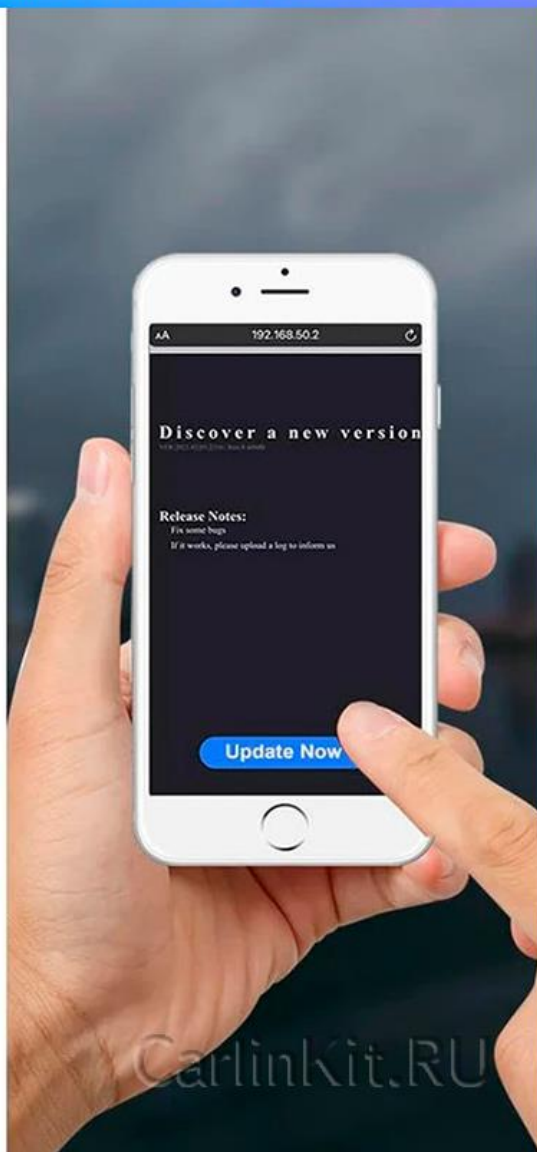 AA 192.168.50.2
Discover a new version
Release Notes:
Fix some bugs
If it works, please upload a log to inform us
Update Now
CarlinKit.RU